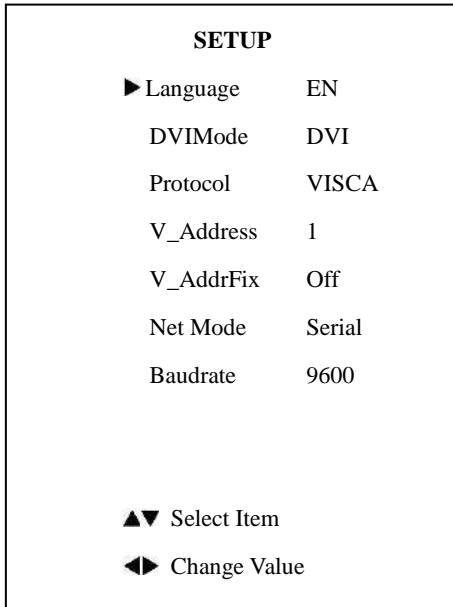 SETUP
▶Language EN
DVIMode DVI
Protocol VISCA
V_Address 1
V_AddrFix Off
Net Mode Serial
Baudrate 9600
▲▼ Select Item
◀▶ Change Value